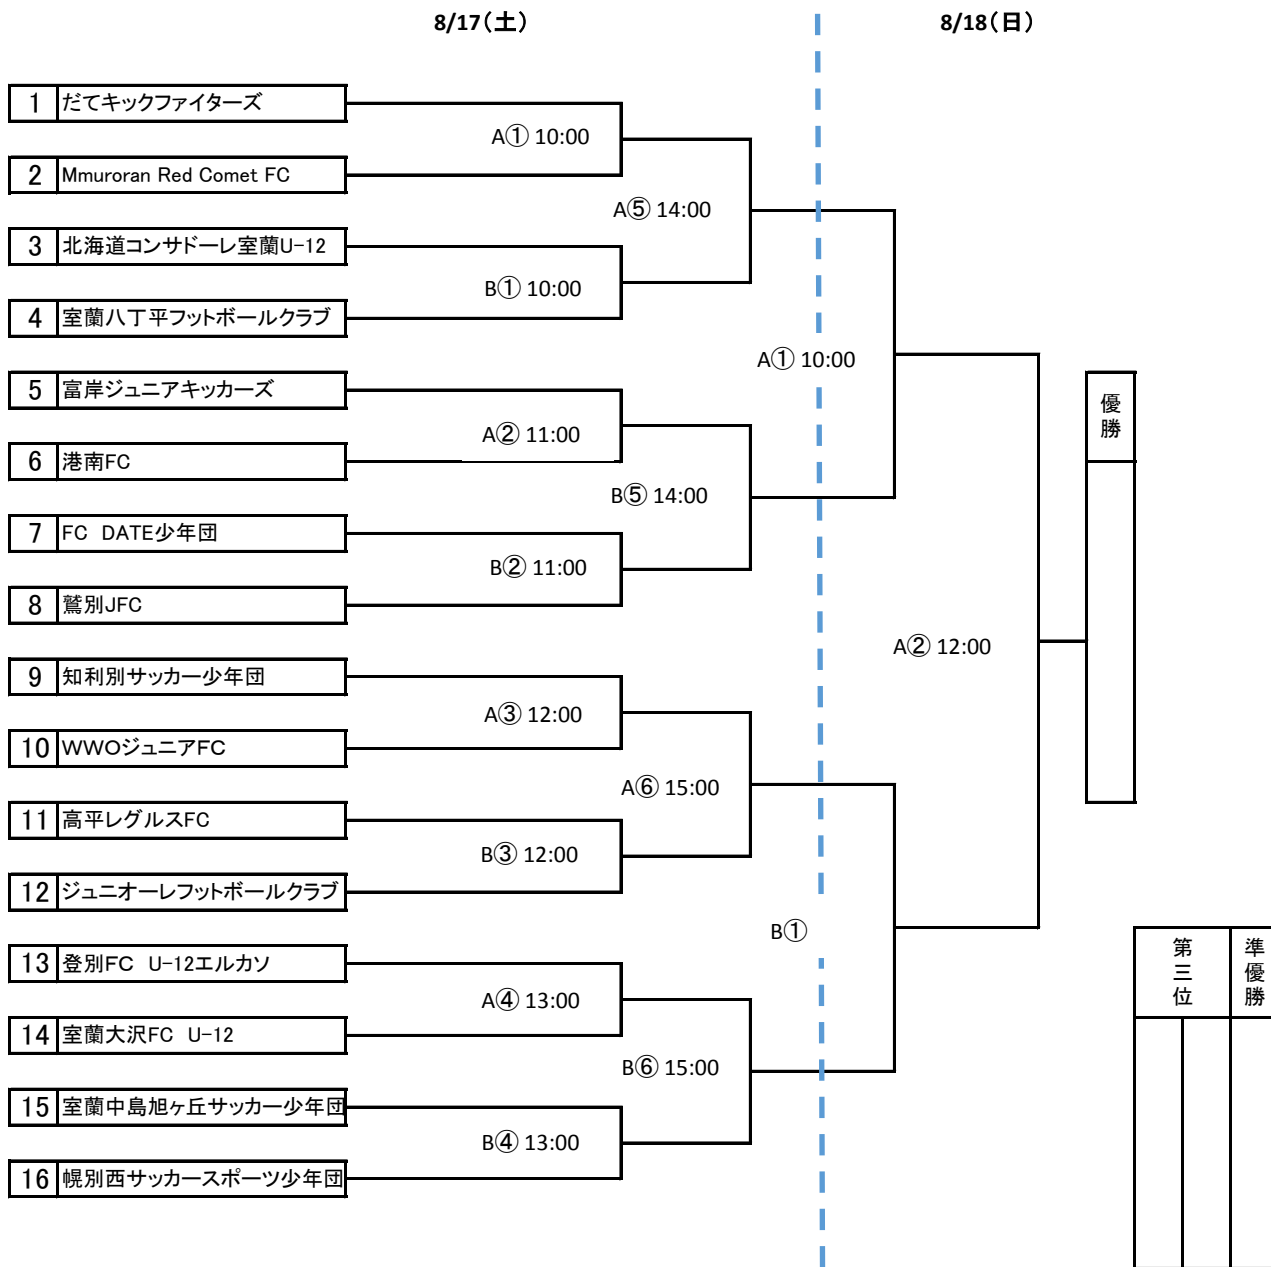 8/17(土)
8/18(日)
1 だてキックファイターズ
A① 10:00
2 Mmuroran Red Comet FC
A⑤ 14:00
3 北海道コンサドーレ室蘭U-12
B① 10:00
4 室蘭八丁平フットボールクラブ
A① 10:00
5 富岸ジュニアキッカーズ
優勝
A② 11:00
6 港南FC
B⑤ 14:00
7 FC DATE少年団
B② 11:00
8 鷲別JFC
A② 12:00
9 知利別サッカー少年団
A③ 12:00
10 WWOジュニアFC
A⑥ 15:00
11 高平レグルスFC
B③ 12:00
12 ジュニオーレフットボールクラブ
B①
第三位
準優勝
13 登別FC U-12エルカソ
A④ 13:00
14 室蘭大沢FC U-12
B⑥ 15:00
15 室蘭中島旭ヶ丘サッカー少年団
B④ 13:00
16 幌別西サッカースポーツ少年団